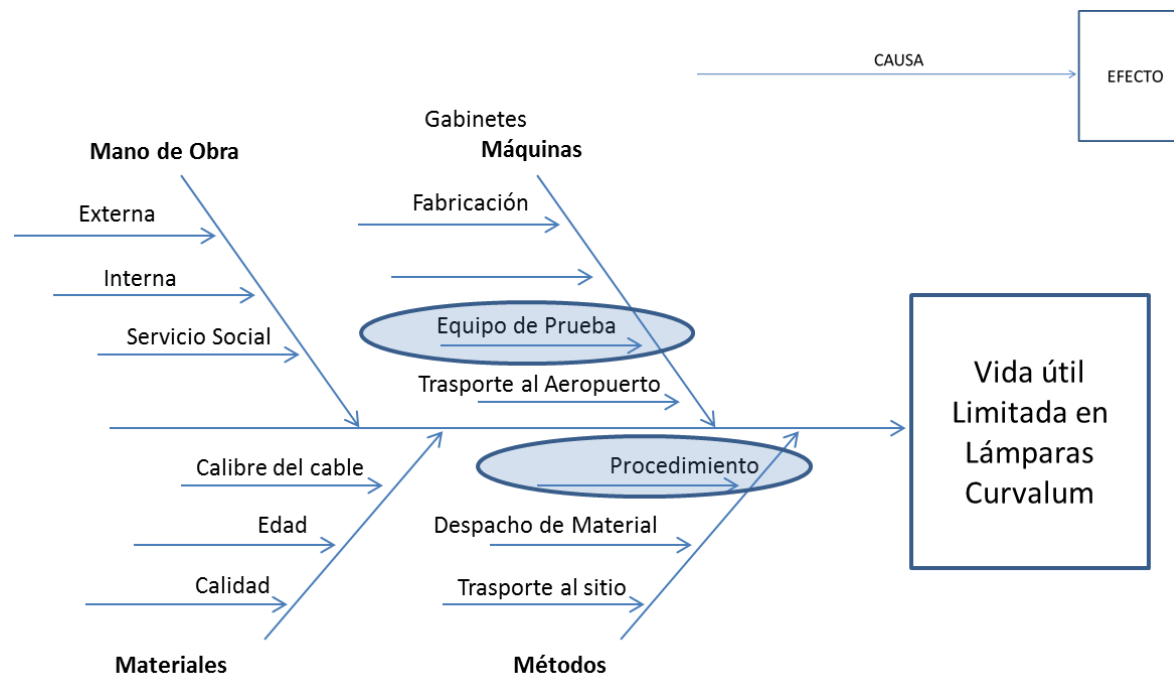 CAUSA
EFECTO
Gabinetes
Mano de Obra
Máquinas
Externa
Fabricación
Interna
Servicio Social
Equipo de Prueba
Trasporte al Aeropuerto
Vida útil
Limitada en
Lámparas
Curvalum
Calibre del cable
Procedimiento
Edad
Despacho de Material
Calidad
Trasporte al sitio
Materiales
Métodos